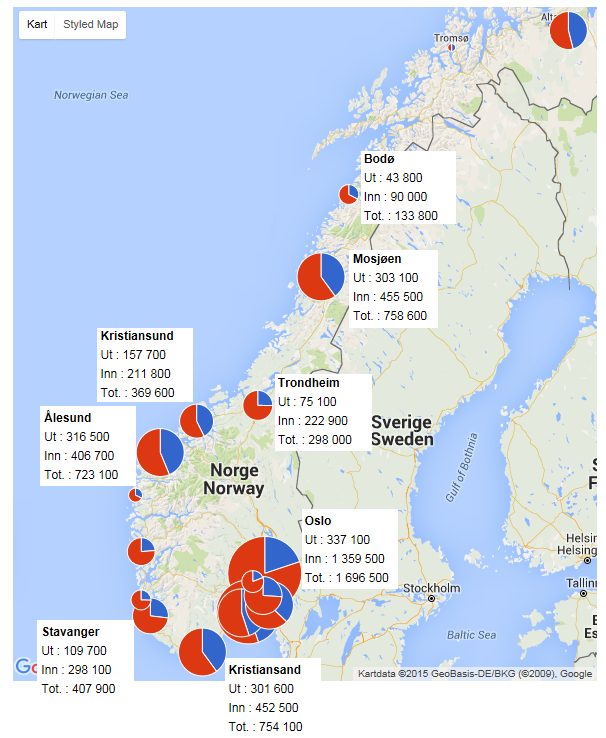 Kart
Styled Map
Alta
Tromsø
Norwegian Sea
Bodø
Ut : 43 800
Inn : 90 000
Tot. : 133 800
Mosjøen
Ut : 303 100
Inn : 455 500
Tot. : 758 600
Kristiansund
Ut : 157 700
Inn : 211 800
Tot. : 369 600
Trondheim
Ut : 75 100
Inn : 222 900
Tot. : 298 000
Ålesund
Ut : 316 500
Inn : 406 700
Tot. : 723 100
Sverige
Sweden
Gulf of Bothnia
Norge
Norway
S
F
Oslo
Ut : 337 100
Inn : 1 359 500
Tot. : 1 696 500
Helsin
Helsing
Tallin
Stockholm
E
Es
Baltic Sea
Stavanger
Ut : 109 700
Inn : 298 100
Tot. : 407 900
Kristiansand
Ut : 301 600
Inn : 452 500
Tot. : 754 100
Go
Kartdata ©2015 GeoBasis-DE/BKG (©2009), Google